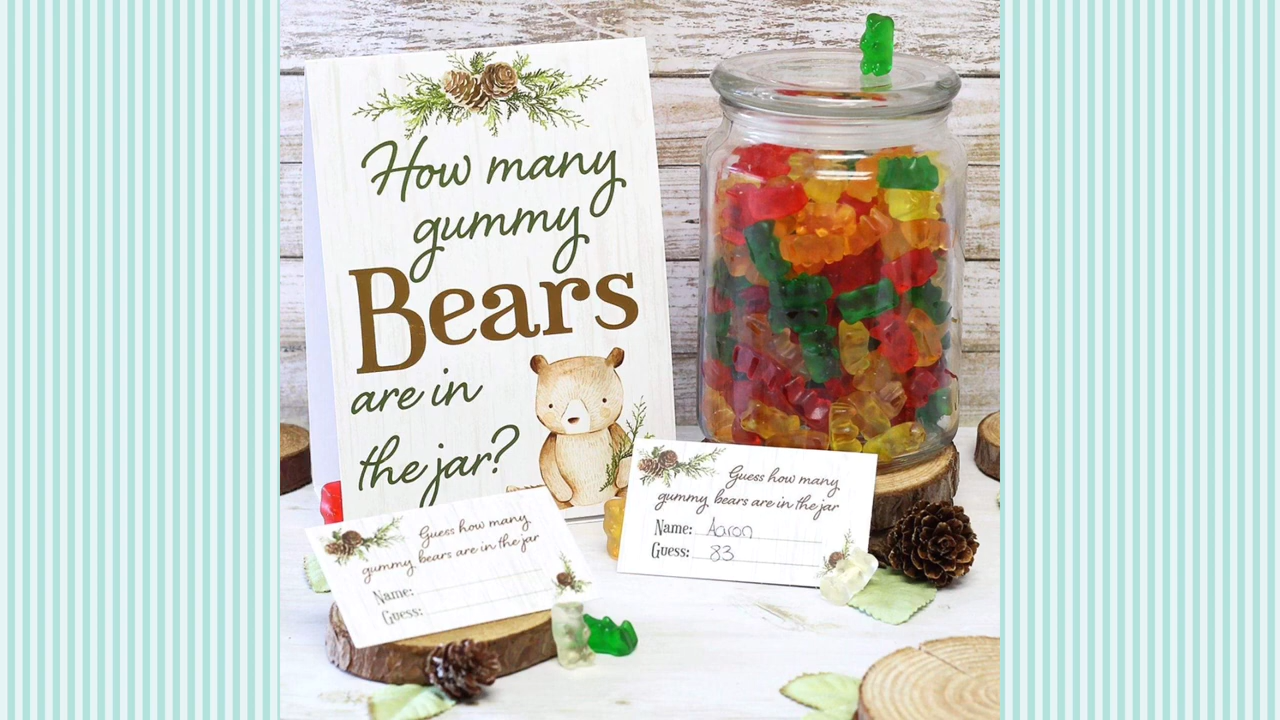 How many
gummy
Bears
are in
the jar?
Guess how many
gummy bears are in the jar
Name:
Guess:
Guess how many
gummy bears are in the jar
Name: Aaron
Guess: 83